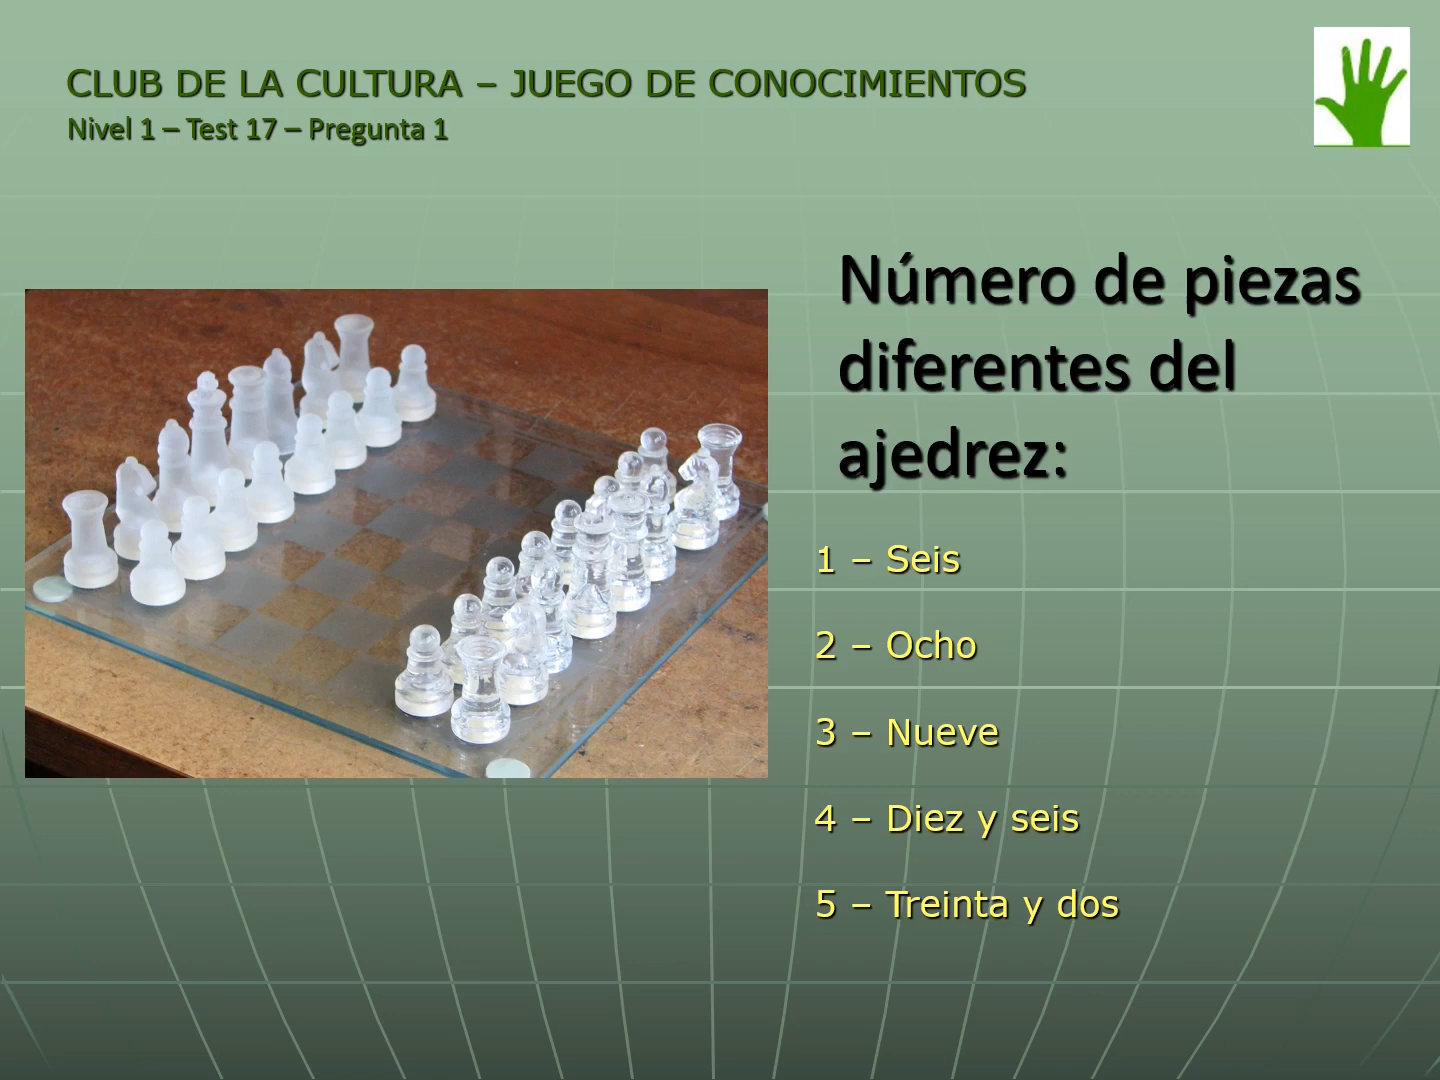 CLUB DE LA CULTURA – JUEGO DE CONOCIMIENTOS
Nivel 1 – Test 17 – Pregunta 1
Número de piezas
diferentes del
ajedrez:
1 – Seis
2 – Ocho
3 – Nueve
4 – Diez y seis
5 – Treinta y dos